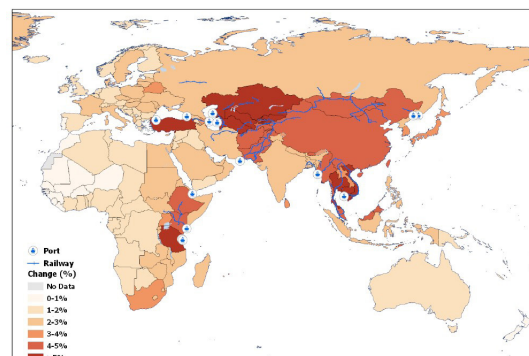 Port
Railway
Change (%)
No Data
0-1%
1-2%
2-3%
3-4%
4-5%